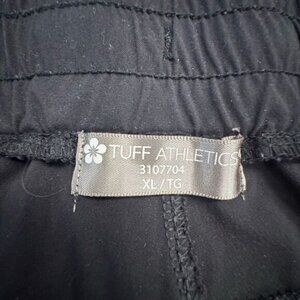 TUFF ATHLETICS
3107704
XL / TG